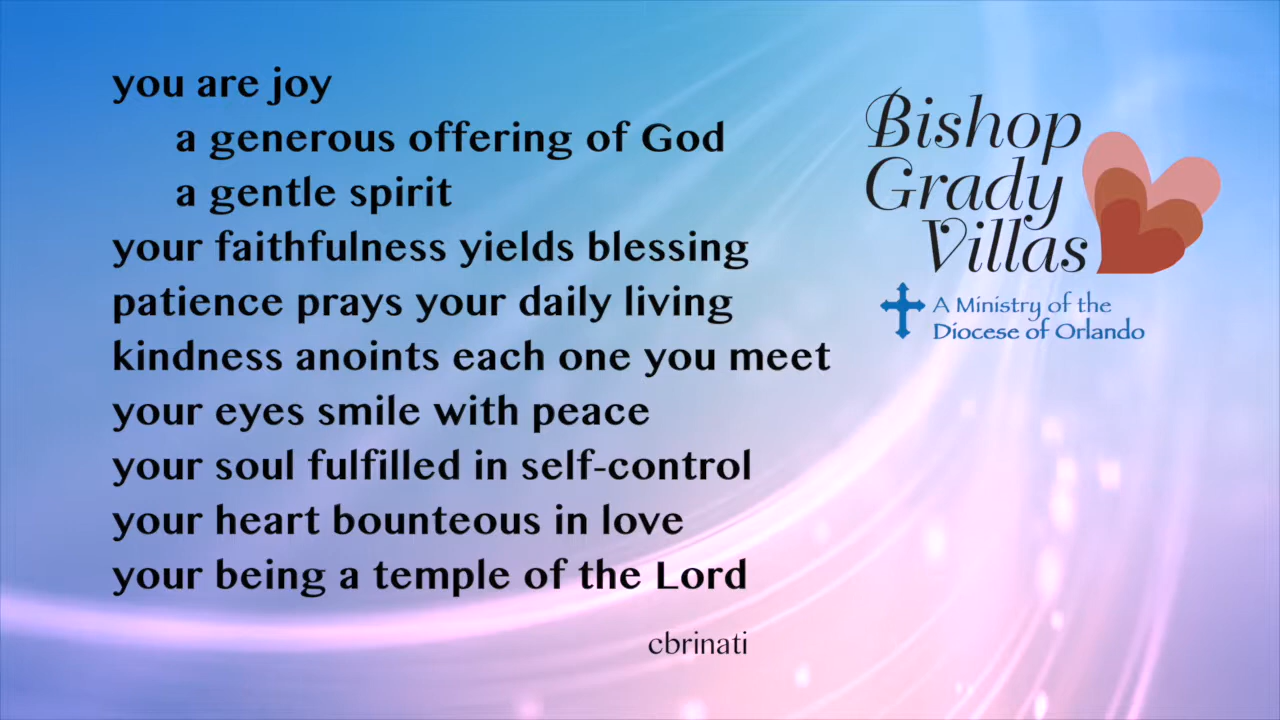 you are joy
a generous offering of God
a gentle spirit
your faithfulness yields blessing
patience prays your daily living
kindness anoints each one you meet
your eyes smile with peace
your soul fulfilled in self-control
your heart bounteous in love
your being a temple of the Lord
cbrinati
Bishop
Grady
Villas
A Ministry of the
Diocese of Orlando